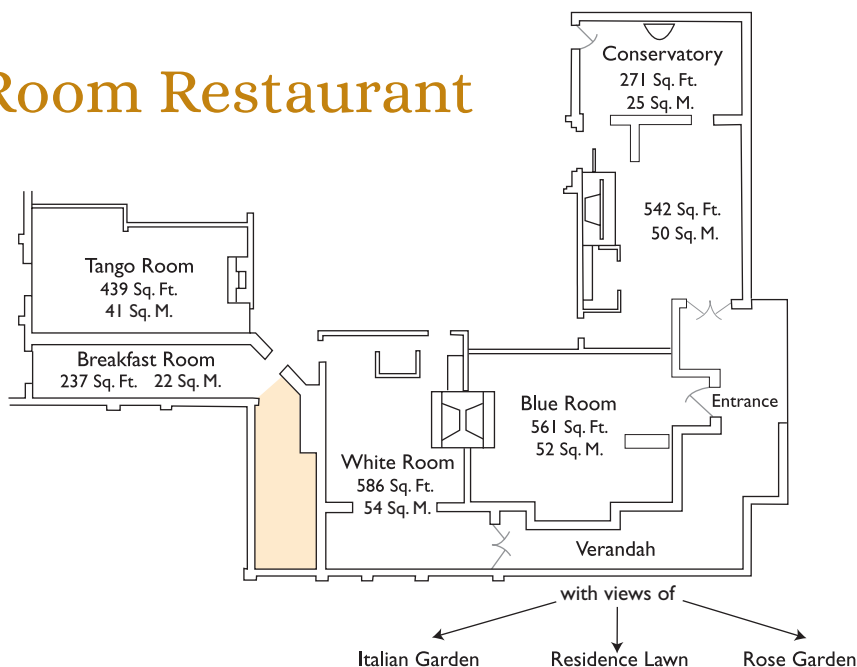 Room Restaurant
Conservatory
271 Sq. Ft.
25 Sq. M.
542 Sq. Ft.
50 Sq. M.
Tango Room
439 Sq. Ft.
41 Sq. M.
Breakfast Room
237 Sq. Ft. 22 Sq. M.
Blue Room
561 Sq. Ft.
52 Sq. M.
Entrance
White Room
586 Sq. Ft.
54 Sq. M.
Verandah
with views of
Italian Garden
Residence Lawn
Rose Garden